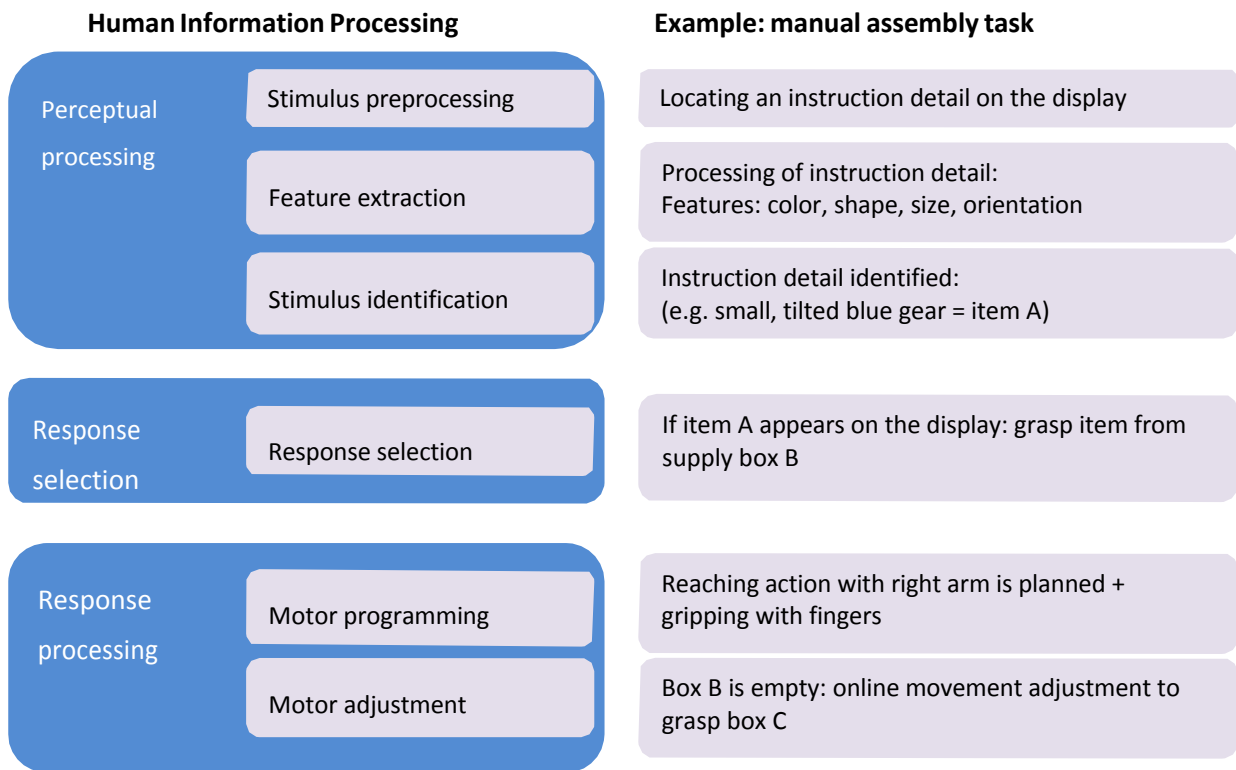 Human Information Processing
Example: manual assembly task
Perceptual
processing
Stimulus preprocessing
Locating an instruction detail on the display
Feature extraction
Processing of instruction detail:
Features: color, shape, size, orientation
Stimulus identification
Instruction detail identified:
(e.g. small, tilted blue gear = item A)
Response
selection
Response selection
If item A appears on the display: grasp item from
supply box B
Response
processing
Motor programming
Reaching action with right arm is planned +
gripping with fingers
Motor adjustment
Box B is empty: online movement adjustment to
grasp box C